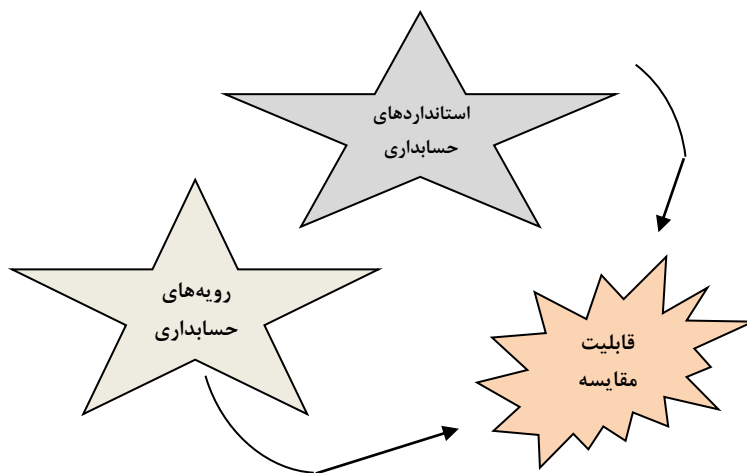 استانداردهای
حسابداری
رویه‌های
حسابداری
قابلیت
مقایسه